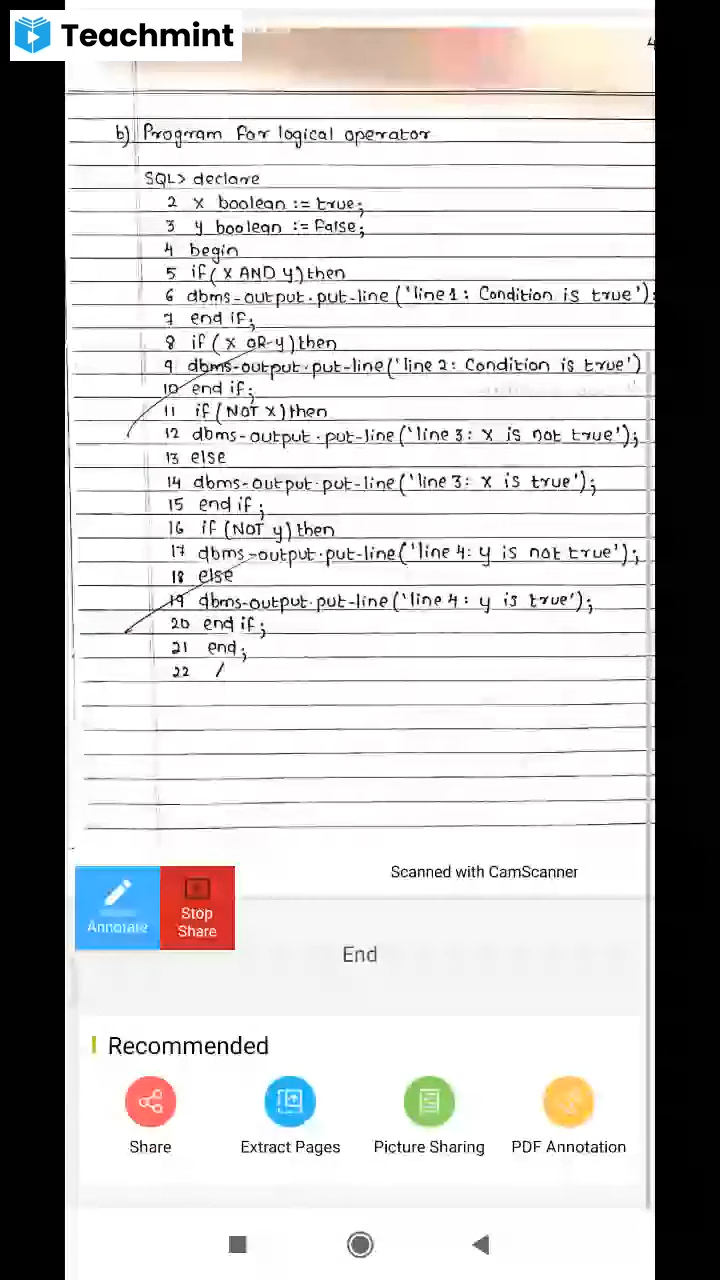 Teachmint
4
b) Program for logical operator
SQL> declare
2 x boolean := true;
3 y boolean := False;
4 begin
5 if (x AND y) then
6 dbms-output.put-line ('line 1: Condition is true');
7 end if;
8 if (x OR y) then
9 dbms-output.put-line ('line 2: Condition is true')
10 end if;
11 if (NOT x) then
12 dbms-output.put-line ('line 3: x is not true');
13 else
14 dbms-output.put-line ('line 3: x is true');
15 end if;
16 if (NOT y) then
17 dbms-output.put-line ('line 4: y is not true');
18 else
19 dbms-output.put-line ('line 4: y is true');
20 end if;
21 end;
22 /
Scanned with CamScanner
Annotate
Stop Share
End
Recommended
Share Extract Pages Picture Sharing PDF Annotation